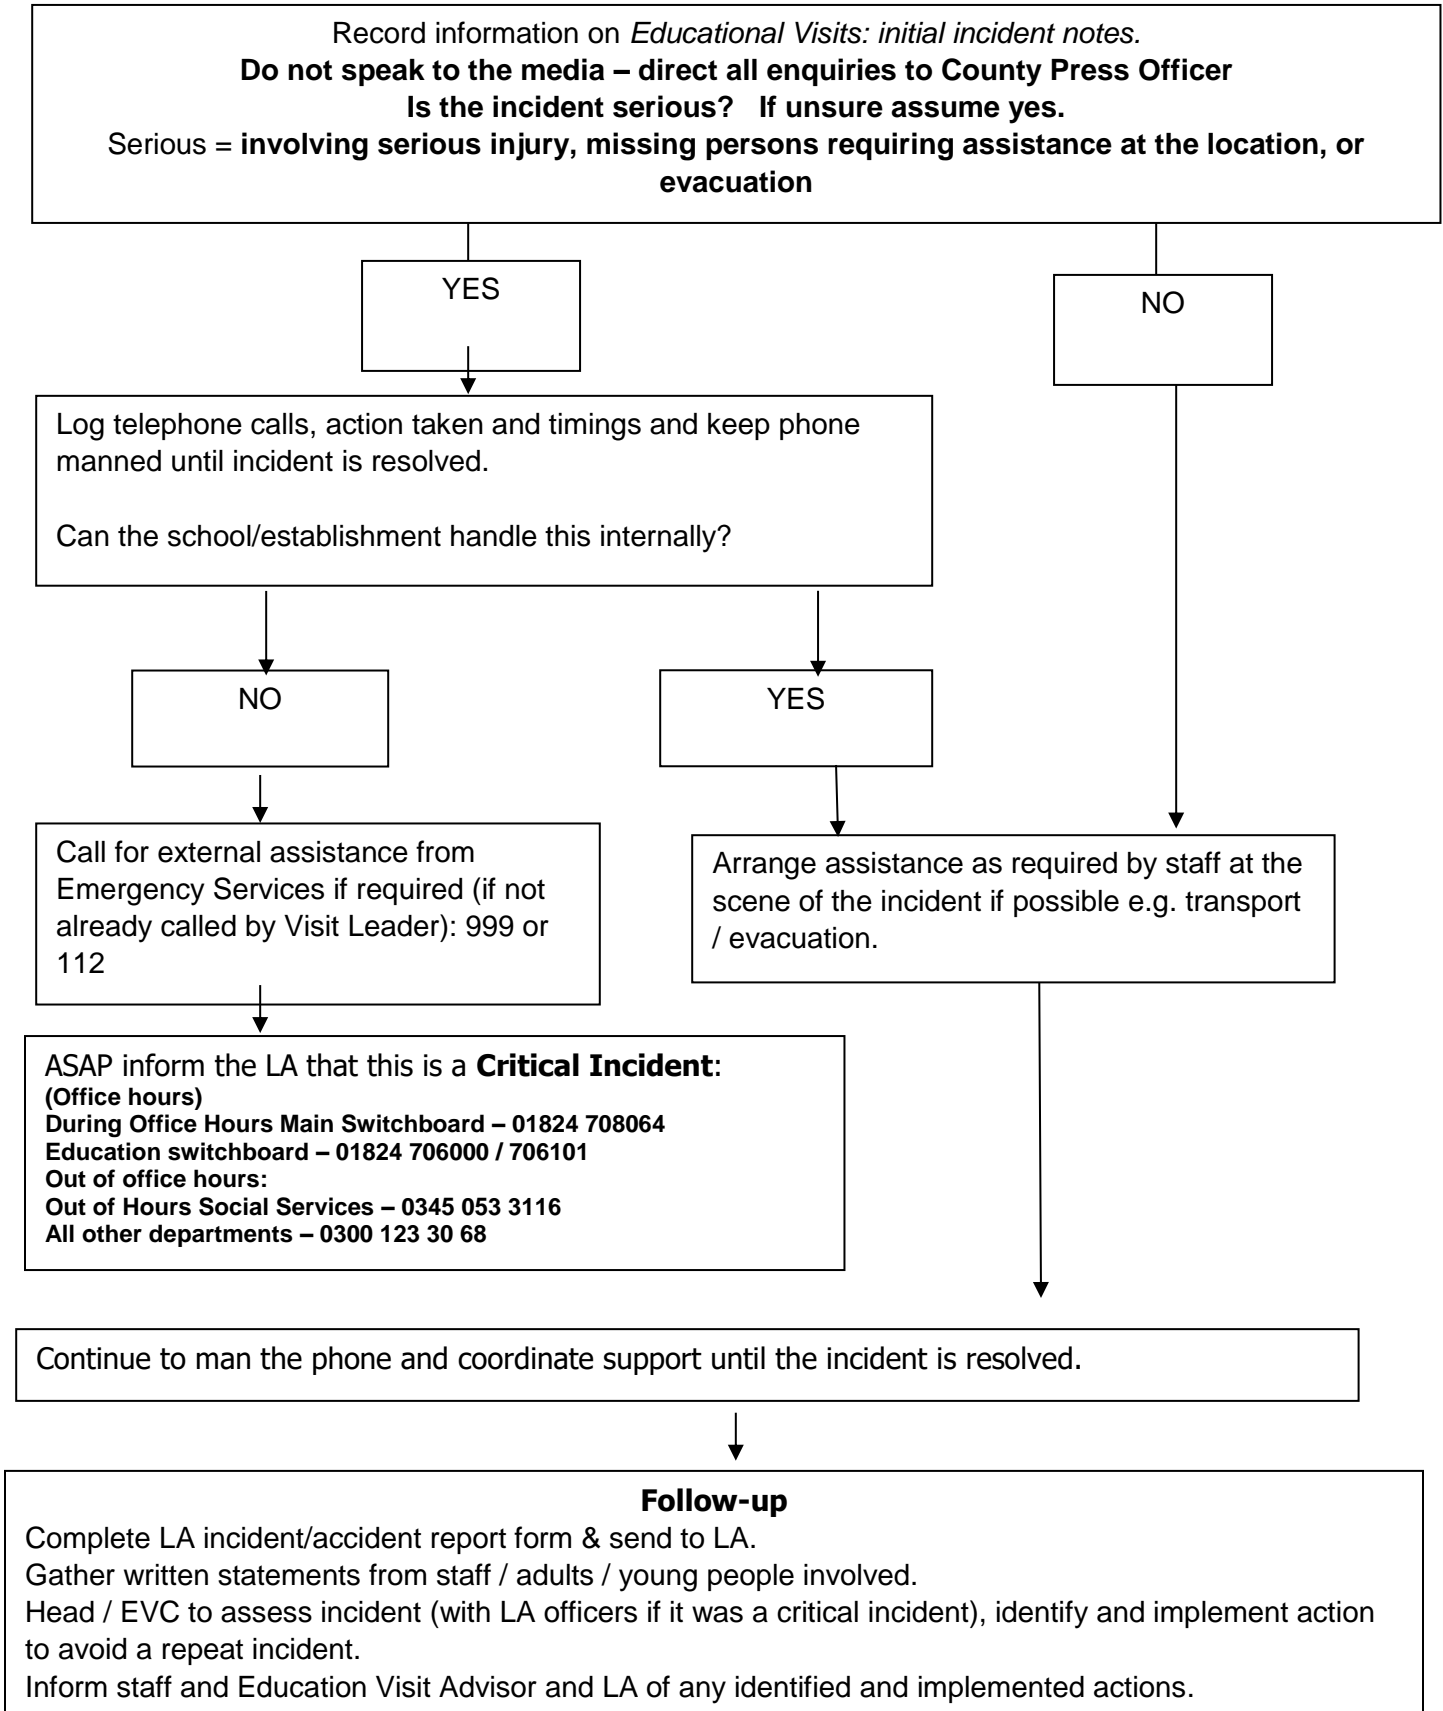 Record information on Educational Visits: initial incident notes.
Do not speak to the media – direct all enquiries to County Press Officer
Is the incident serious?   If unsure assume yes.
Serious = involving serious injury, missing persons requiring assistance at the location, or
evacuation
YES
NO
Log telephone calls, action taken and timings and keep phone
manned until incident is resolved.
Can the school/establishment handle this internally?
NO
YES
Call for external assistance from
Emergency Services if required (if not
already called by Visit Leader): 999 or
112
Arrange assistance as required by staff at the
scene of the incident if possible e.g. transport
/ evacuation.
ASAP inform the LA that this is a Critical Incident:
(Office hours)
During Office Hours Main Switchboard – 01824 708064
Education switchboard – 01824 706000 / 706101
Out of office hours:
Out of Hours Social Services – 0345 053 3116
All other departments – 0300 123 30 68
Continue to man the phone and coordinate support until the incident is resolved.
Follow-up
Complete LA incident/accident report form & send to LA.
Gather written statements from staff / adults / young people involved.
Head / EVC to assess incident (with LA officers if it was a critical incident), identify and implement action
to avoid a repeat incident.
Inform staff and Education Visit Advisor and LA of any identified and implemented actions.